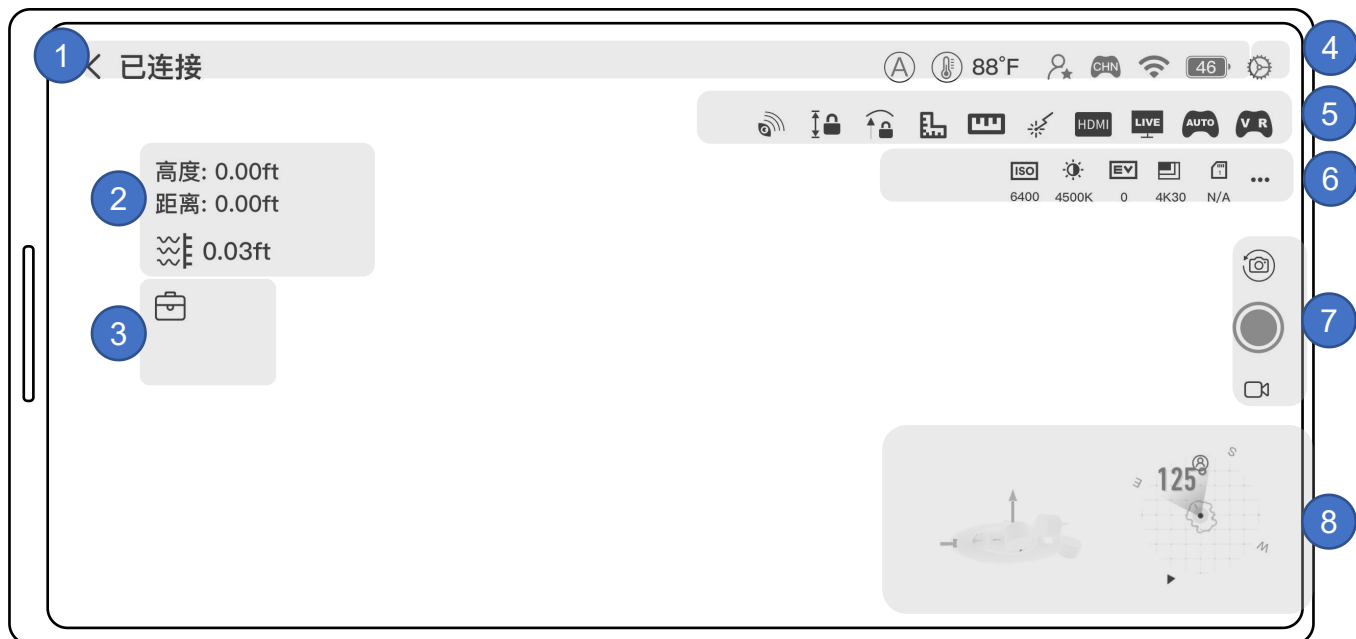 1
已连接
A
88°F
CHN
46
4
HDMI
LIVE
AUTO
V R
5
高度: 0.00ft
2
距离: 0.00ft
0.03ft
ISO
EV
6
6400
4500K
0
4K30
N/A
3
7
125°
S
E
W
8